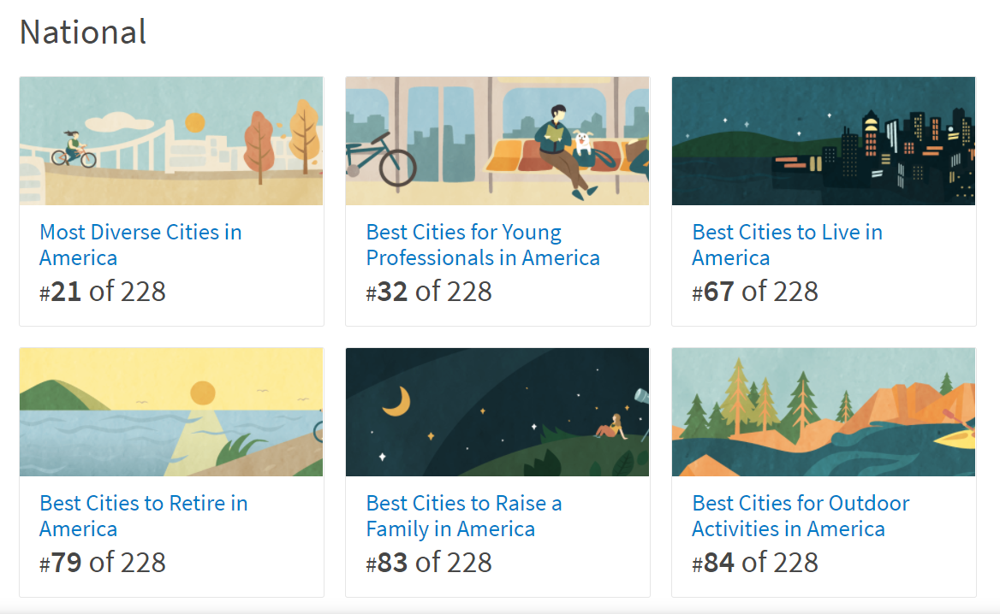 National
Most Diverse Cities in
America
#21 of 228
Best Cities for Young
Professionals in America
#32 of 228
Best Cities to Live in
America
#67 of 228
Best Cities to Retire in
America
#79 of 228
Best Cities to Raise a
Family in America
#83 of 228
Best Cities for Outdoor
Activities in America
#84 of 228